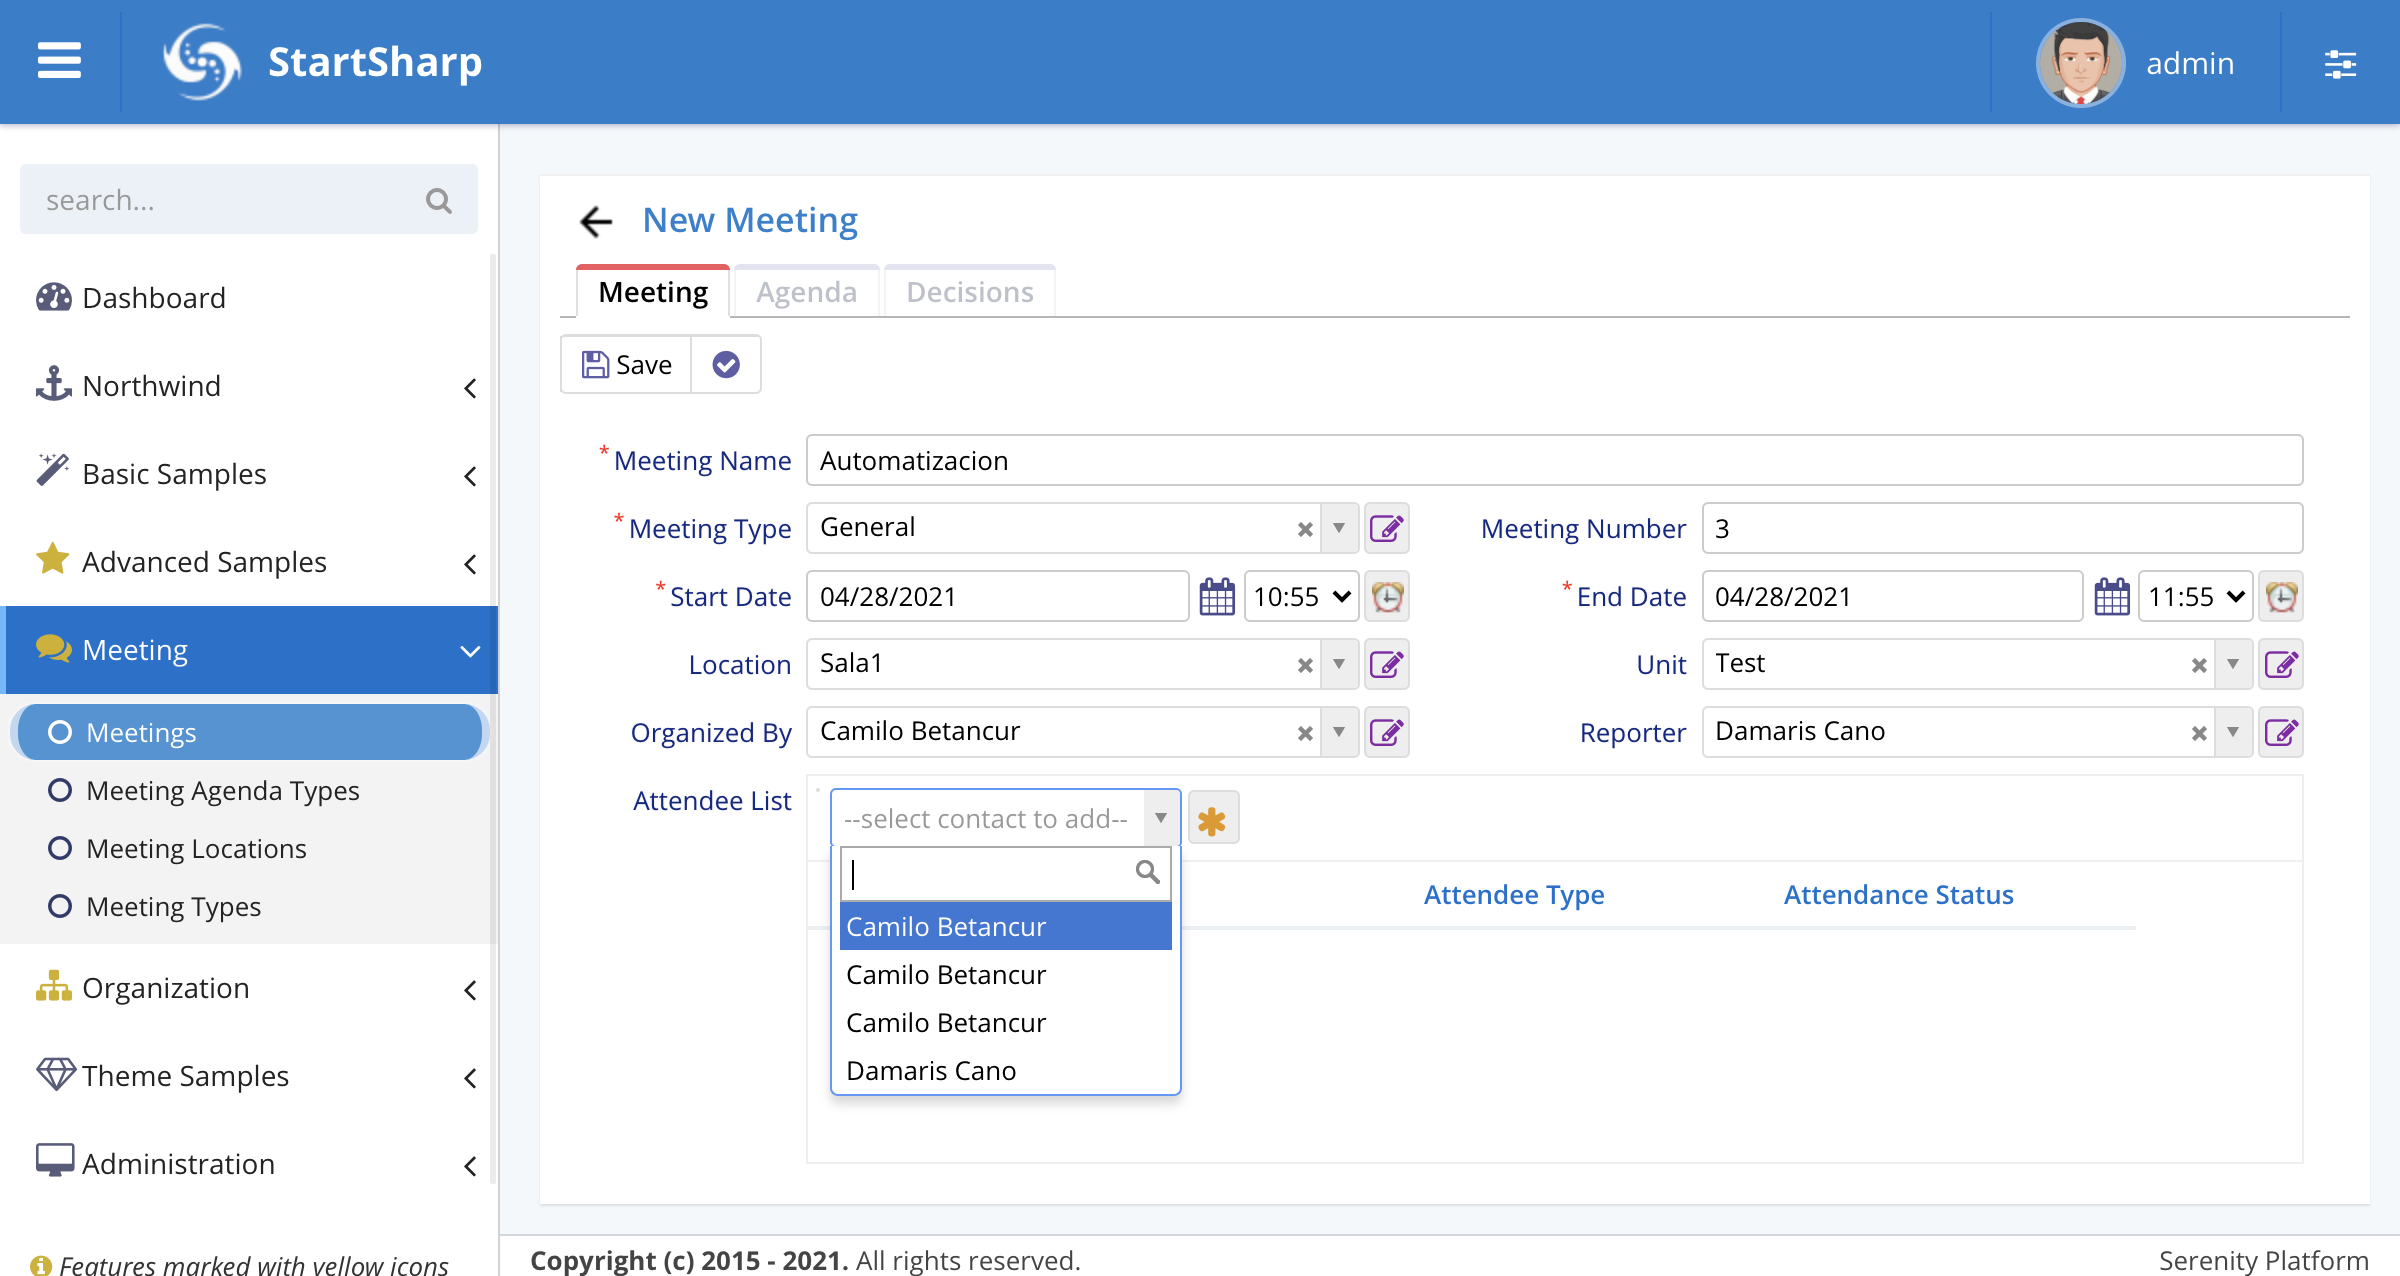 StartSharp
admin
search...
Dashboard
Northwind
Basic Samples
Advanced Samples
Meeting
Meetings
Meeting Agenda Types
Meeting Locations
Meeting Types
Organization
Theme Samples
Administration
Features marked with yellow icons
New Meeting
Meeting Agenda Decisions
Save
* Meeting Name Automatizacion
* Meeting Type General Meeting Number 3
* Start Date 04/28/2021 10:55 * End Date 04/28/2021 11:55
Location Sala1 Unit Test
Organized By Camilo Betancur Reporter Damaris Cano
Attendee List --select contact to add--
Attendee Type Attendance Status
Camilo Betancur
Camilo Betancur
Camilo Betancur
Damaris Cano
Copyright (c) 2015 - 2021. All rights reserved. Serenity Platform